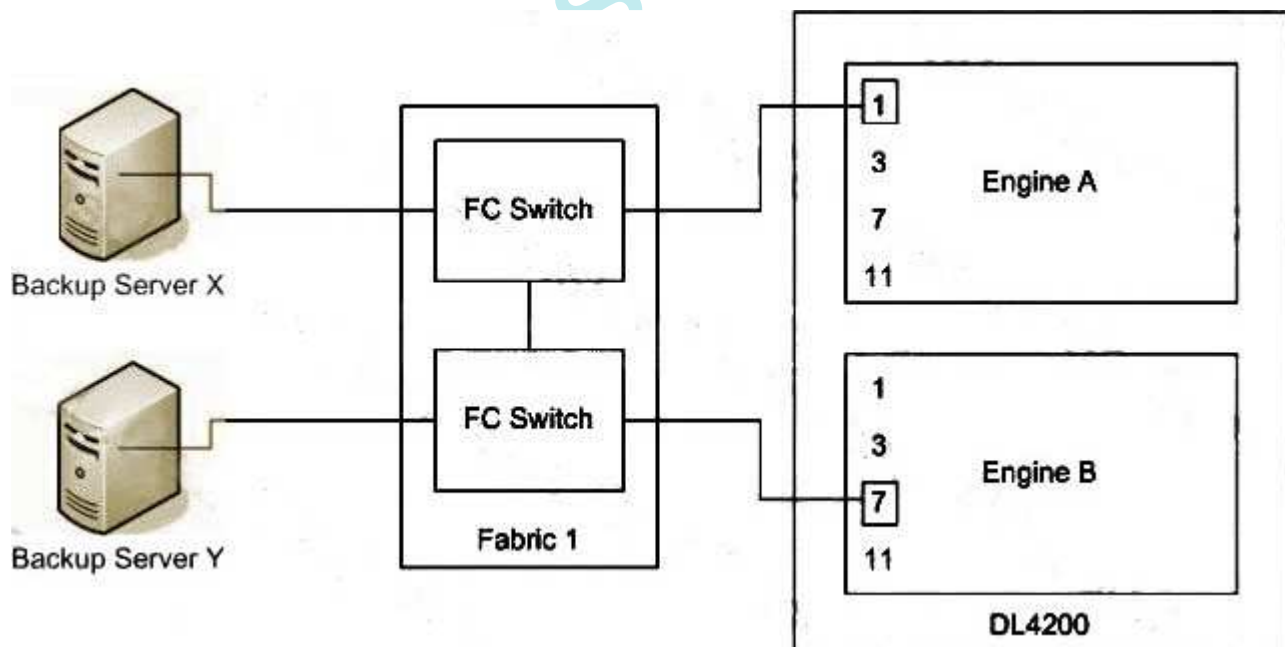 Backup Server X
Backup Server Y
FC Switch
FC Switch
Fabric 1
1
3
7
11
Engine A
1
3
7
11
Engine B
DL4200